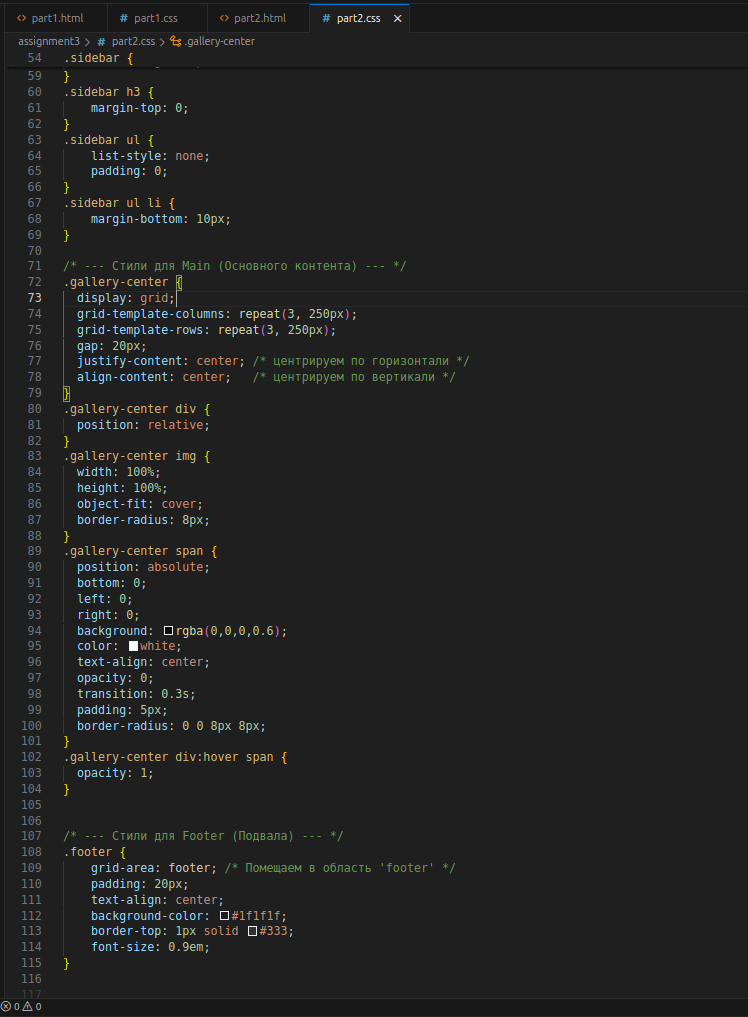 part1.html part1.css part2.html part2.css
assignment3 > part2.css > .gallery-center
54 .sidebar {
59 }
60 .sidebar h3 {
61 margin-top: 0;
62 }
63 .sidebar ul {
64 list-style: none;
65 padding: 0;
66 }
67 .sidebar ul li {
68 margin-bottom: 10px;
69 }
70
71 /* --- Стили для Main (Основного контента) --- */
72 .gallery-center {
73 display: grid;
74 grid-template-columns: repeat(3, 250px);
75 grid-template-rows: repeat(3, 250px);
76 gap: 20px;
77 justify-content: center; /* центрируем по горизонтали */
78 align-content: center; /* центрируем по вертикали */
79 }
80 .gallery-center div {
81 position: relative;
82 }
83 .gallery-center img {
84 width: 100%;
85 height: 100%;
86 object-fit: cover;
87 border-radius: 8px;
88 }
89 .gallery-center span {
90 position: absolute;
91 bottom: 0;
92 left: 0;
93 right: 0;
94 background: rgba(0,0,0,0.6);
95 color: white;
96 text-align: center;
97 opacity: 0;
98 transition: 0.3s;
99 padding: 5px;
100 border-radius: 0 0 8px 8px;
101 }
102 .gallery-center div:hover span {
103 opacity: 1;
104 }
105
106
107 /* --- Стили для Footer (Подвала) --- */
108 .footer {
109 grid-area: footer; /* Помещаем в область 'footer' */
110 padding: 20px;
111 text-align: center;
112 background-color: #1f1f1f;
113 border-top: 1px solid #333;
114 font-size: 0.9em;
115 }
116
117
0 0